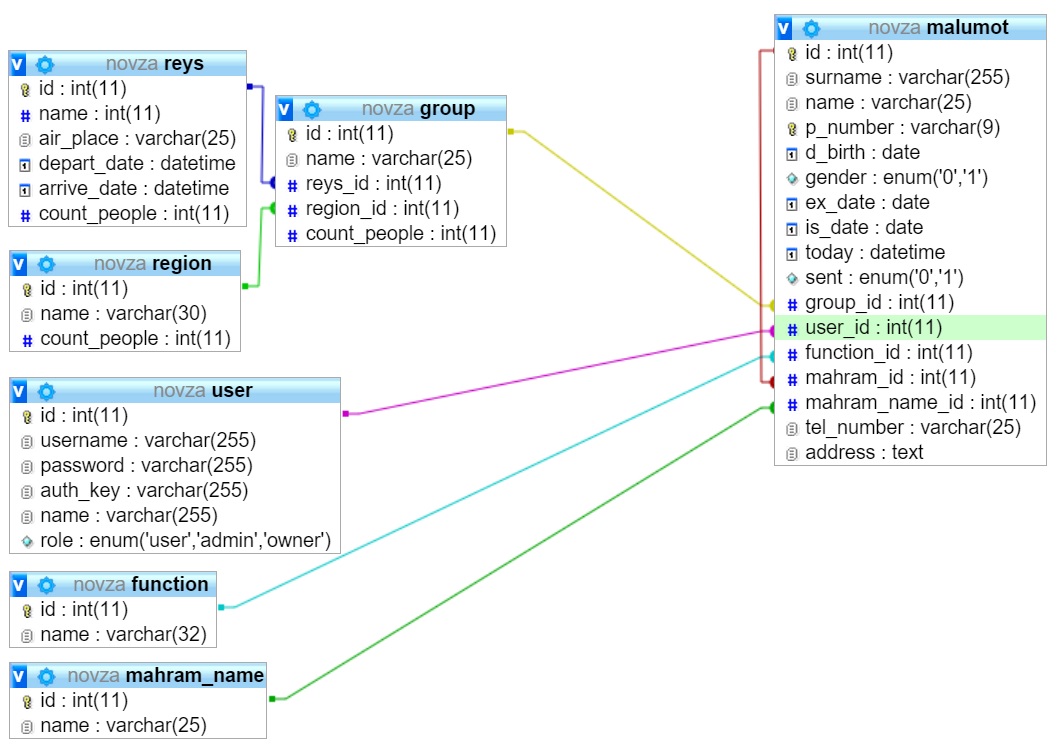 novza reys
id : int(11)
name : int(11)
air_place : varchar(25)
depart_date : datetime
arrive_date : datetime
count_people : int(11)
novza region
id : int(11)
name : varchar(30)
count_people : int(11)
novza user
id : int(11)
username : varchar(255)
password : varchar(255)
auth_key : varchar(255)
name : varchar(255)
role : enum('user','admin','owner')
novza function
id : int(11)
name : varchar(32)
novza mahram_name
id : int(11)
name : varchar(25)
novza group
id : int(11)
name : varchar(25)
reys_id : int(11)
region_id : int(11)
count_people : int(11)
novza malumot
id : int(11)
surname : varchar(255)
name : varchar(25)
p_number : varchar(9)
d_birth : date
gender : enum('0','1')
ex_date : date
is_date : date
today : datetime
sent : enum('0','1')
group_id : int(11)
user_id : int(11)
function_id : int(11)
mahram_id : int(11)
mahram_name_id : int(11)
tel_number : varchar(25)
address : text